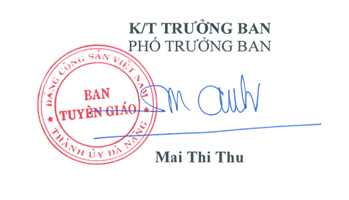 K/T TRƯỞNG BAN
PHÓ TRƯỞNG BAN
ĐẢNG CỘNG SẢN VIỆT NAM
BAN
TUYÊN GIÁO
THÀNH ỦY ĐÀ NẴNG
Mai Thi Thu